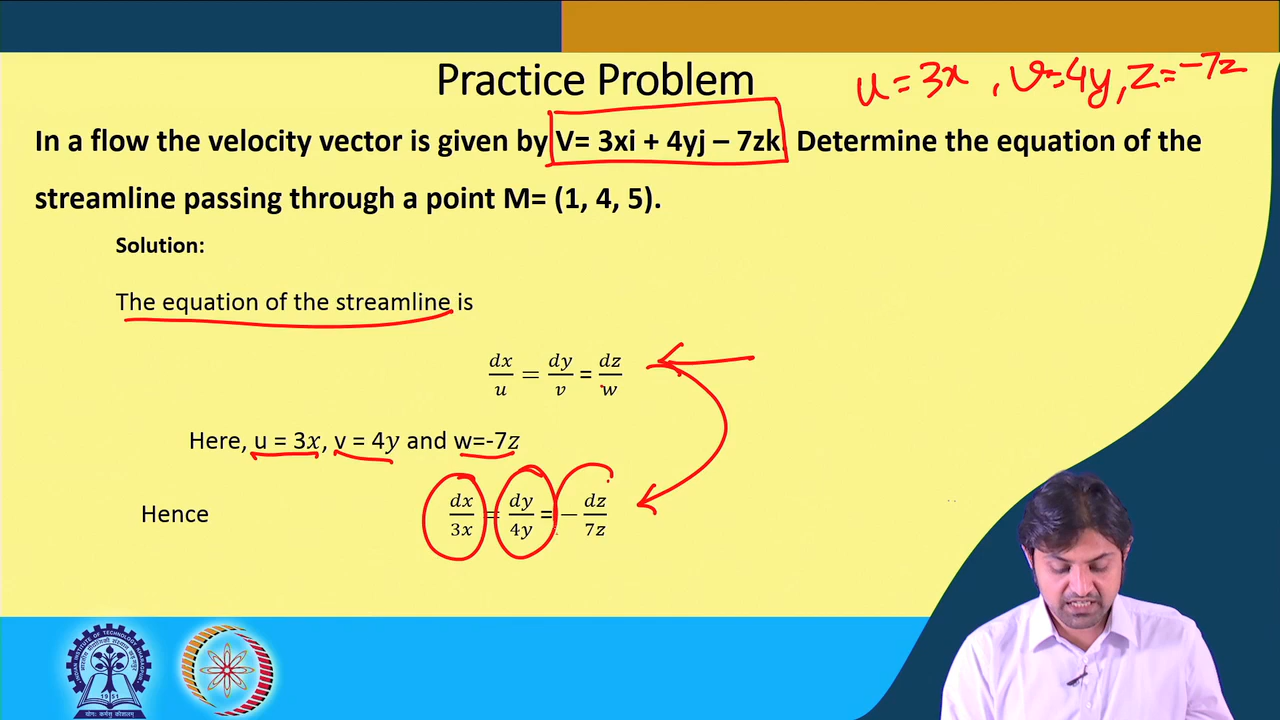 Practice Problem
u = 3x , v = 4y, z = -7z
In a flow the velocity vector is given by V= 3xi + 4yj – 7zk Determine the equation of the
streamline passing through a point M= (1, 4, 5).
Solution:
The equation of the streamline is
dx/u = dy/v = dz/w
Here, u = 3x, v = 4y and w=-7z
Hence dx/3x = dy/4y = − dz/7z
1951